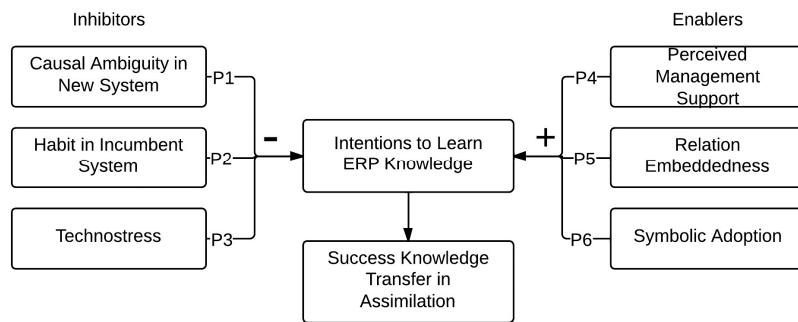 Inhibitors
Enablers
Causal Ambiguity in
New System
P1
Habit in Incumbent
System
P2
Technostress
P3
-
Intentions to Learn
ERP Knowledge
+
Success Knowledge
Transfer in
Assimilation
P4
Perceived
Management
Support
P5
Relation
Embeddedness
P6
Symbolic Adoption